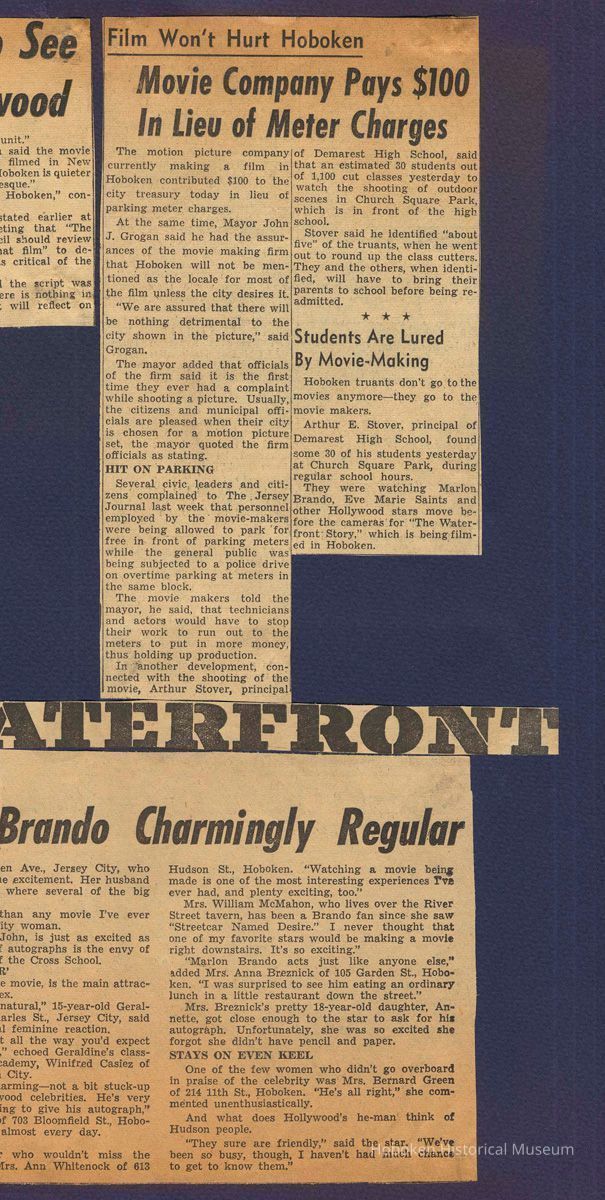 o See
wood
unit."
said the movie
filmed in New
Hoboken is quieter
esque."
Hoboken," con-
stated earlier at
eting that "The
cil should review
hat film" to de-
s critical of the
l the script was
ere is nothing in
t will reflect on
Film Won't Hurt Hoboken
Movie Company Pays $100
In Lieu of Meter Charges
The motion picture company
currently making a film in
Hoboken contributed $100 to the
city treasury today in lieu of
parking meter charges.
At the same time, Mayor John
J. Grogan said he had the assur-
ances of the movie making firm
that Hoboken will not be men-
tioned as the locale for most of
the film unless the city desires it.
"We are assured that there will
be nothing detrimental to the
city shown in the picture," said
Grogan.
The mayor added that officials
of the firm said it is the first
time they ever had a complaint
while shooting a picture. Usually,
the citizens and municipal offi-
cials are pleased when their city
is chosen for a motion picture
set, the mayor quoted the firm
officials as stating.
HIT ON PARKING
Several civic leaders and citi-
zens complained to The Jersey
Journal last week that personnel
employed by the movie-makers
were being allowed to park for
free in front of parking meters
while the general public was
being subjected to a police drive
on overtime parking at meters in
the same block.
The movie makers told the
mayor, he said, that technicians
and actors would have to stop
their work to run out to the
meters to put in more money,
thus holding up production.
In another development, con-
nected with the shooting of the
movie, Arthur Stover, principal
of Demarest High School, said
that an estimated 30 students out
of 1,100 cut classes yesterday to
watch the shooting of outdoor
scenes in Church Square Park,
which is in front of the high
school.
Stover said he identified "about
five" of the truants, when he went
out to round up the class cutters.
They and the others, when identi-
fied, will have to bring their
parents to school before being re-
admitted.
★ ★ ★
Students Are Lured
By Movie-Making
Hoboken truants don't go to the
movies anymore—they go to the
movie makers.
Arthur E. Stover, principal of
Demarest High School, found
some 30 of his students yesterday
at Church Square Park, during
regular school hours.
They were watching Marlon
Brando, Eve Marie Saints and
other Hollywood stars move be-
fore the cameras for "The Water-
front Story," which is being film-
ed in Hoboken.
ATERFRONT
Brando Charmingly Regular
en Ave., Jersey City, who
e excitement. Her husband
where several of the big
than any movie I've ever
ity woman.
John, is just as excited as
f autographs is the envy of
f the Cross School.
R'
e movie, is the main attrac-
ex.
natural," 15-year-old Geral-
arles St., Jersey City, said
l feminine reaction.
t all the way you'd expect
," echoed Geraldine's class-
cademy, Winifred Casiez of
City.
arming—not a bit stuck-up
wood celebrities. He's very
ing to give his autograph,"
of 703 Bloomfield St., Hobo-
almost every day.
r who wouldn't miss the
Mrs. Ann Whitenock of 613
Hudson St., Hoboken. "Watching a movie being
made is one of the most interesting experiences I've
ever had, and plenty exciting, too."
Mrs. William McMahon, who lives over the River
Street tavern, has been a Brando fan since she saw
"Streetcar Named Desire." I never thought that
one of my favorite stars would be making a movie
right downstairs. It's so exciting."
"Marlon Brando acts just like anyone else,"
added Mrs. Anna Breznick of 105 Garden St., Hobo-
ken. "I was surprised to see him eating an ordinary
lunch in a little restaurant down the street."
Mrs. Breznick's pretty 18-year-old daughter, An-
nette, got close enough to the star to ask for his
autograph. Unfortunately, she was so excited she
forgot she didn't have pencil and paper.
STAYS ON EVEN KEEL
One of the few women who didn't go overboard
in praise of the celebrity was Mrs. Bernard Green
of 214 11th St., Hoboken. "He's all right," she com-
mented unenthusiastically.
And what does Hollywood's he-man think of
Hudson people.
"They sure are friendly," said the star. "We've
been so busy, though, I haven't had much chance
to get to know them."
Hoboken Historical Museum